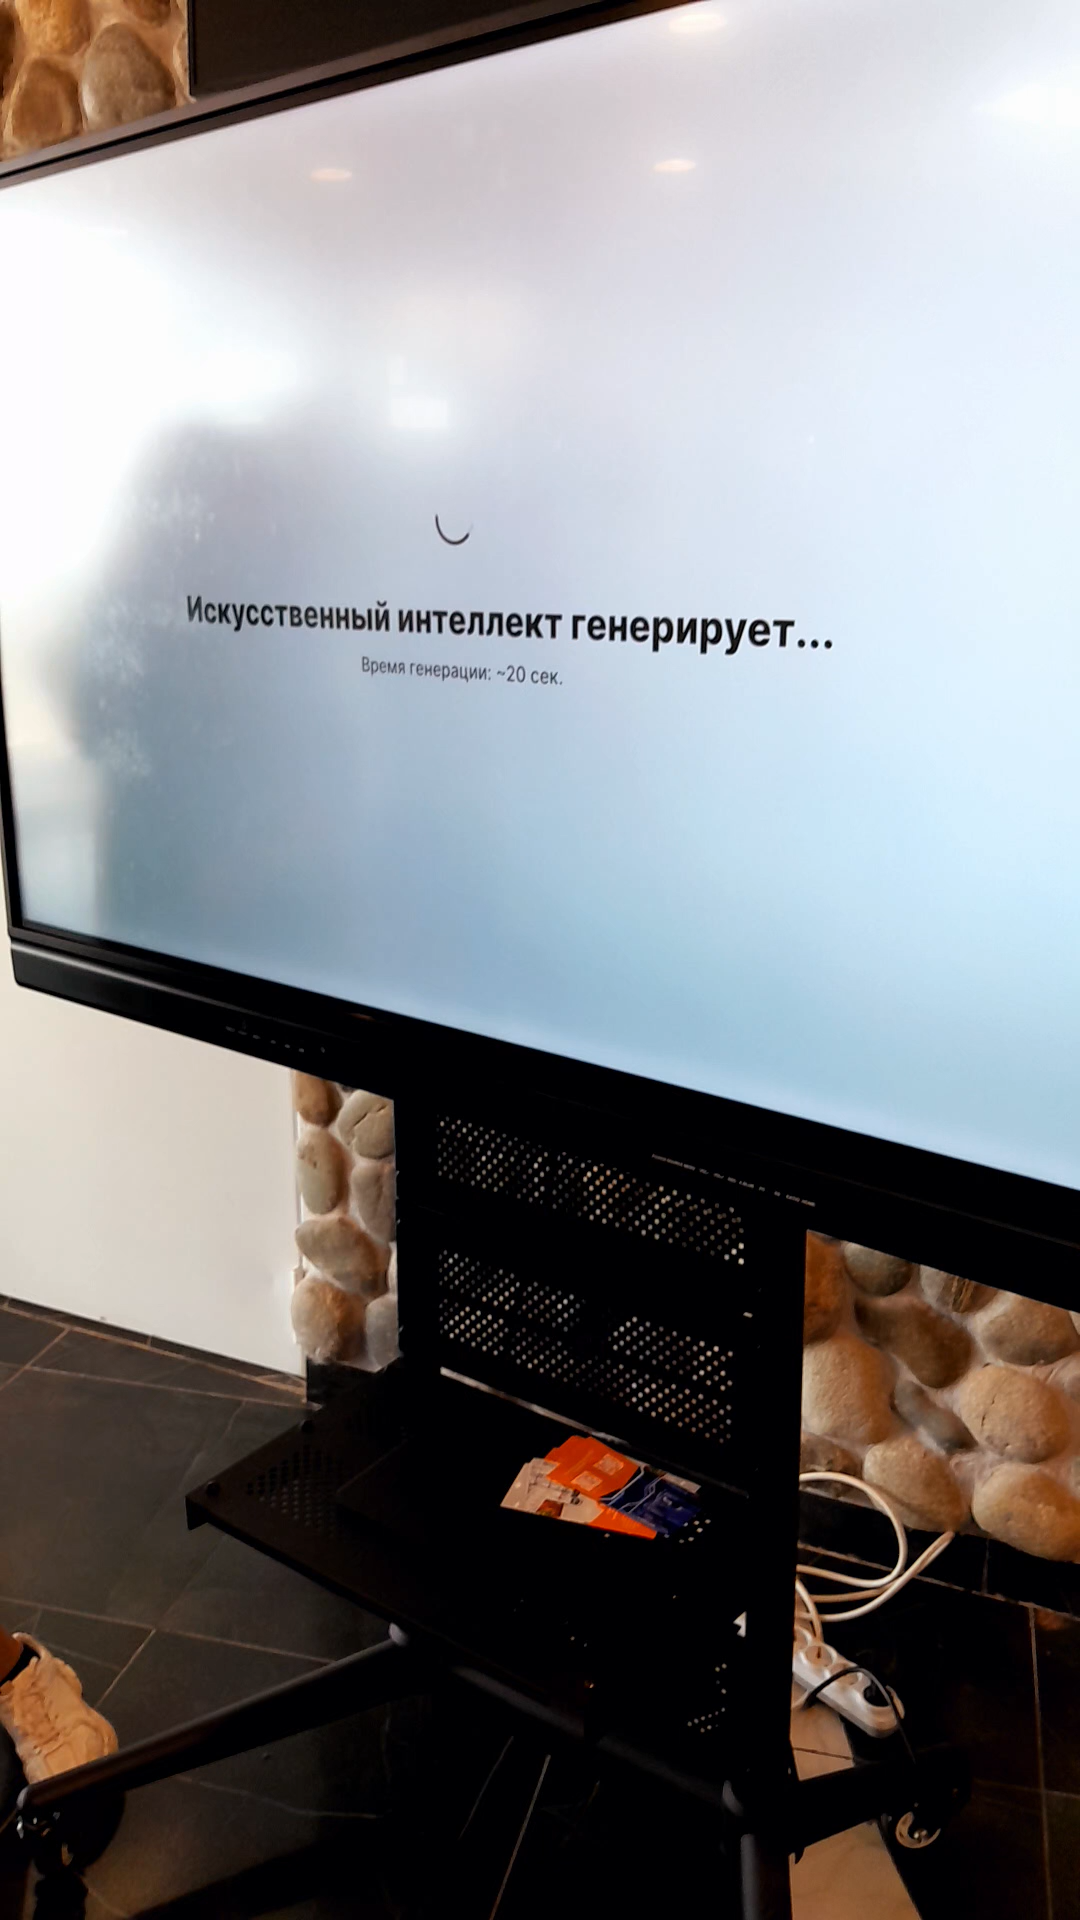 Искусственный интеллект генерирует...
Время генерации: ~20 сек.